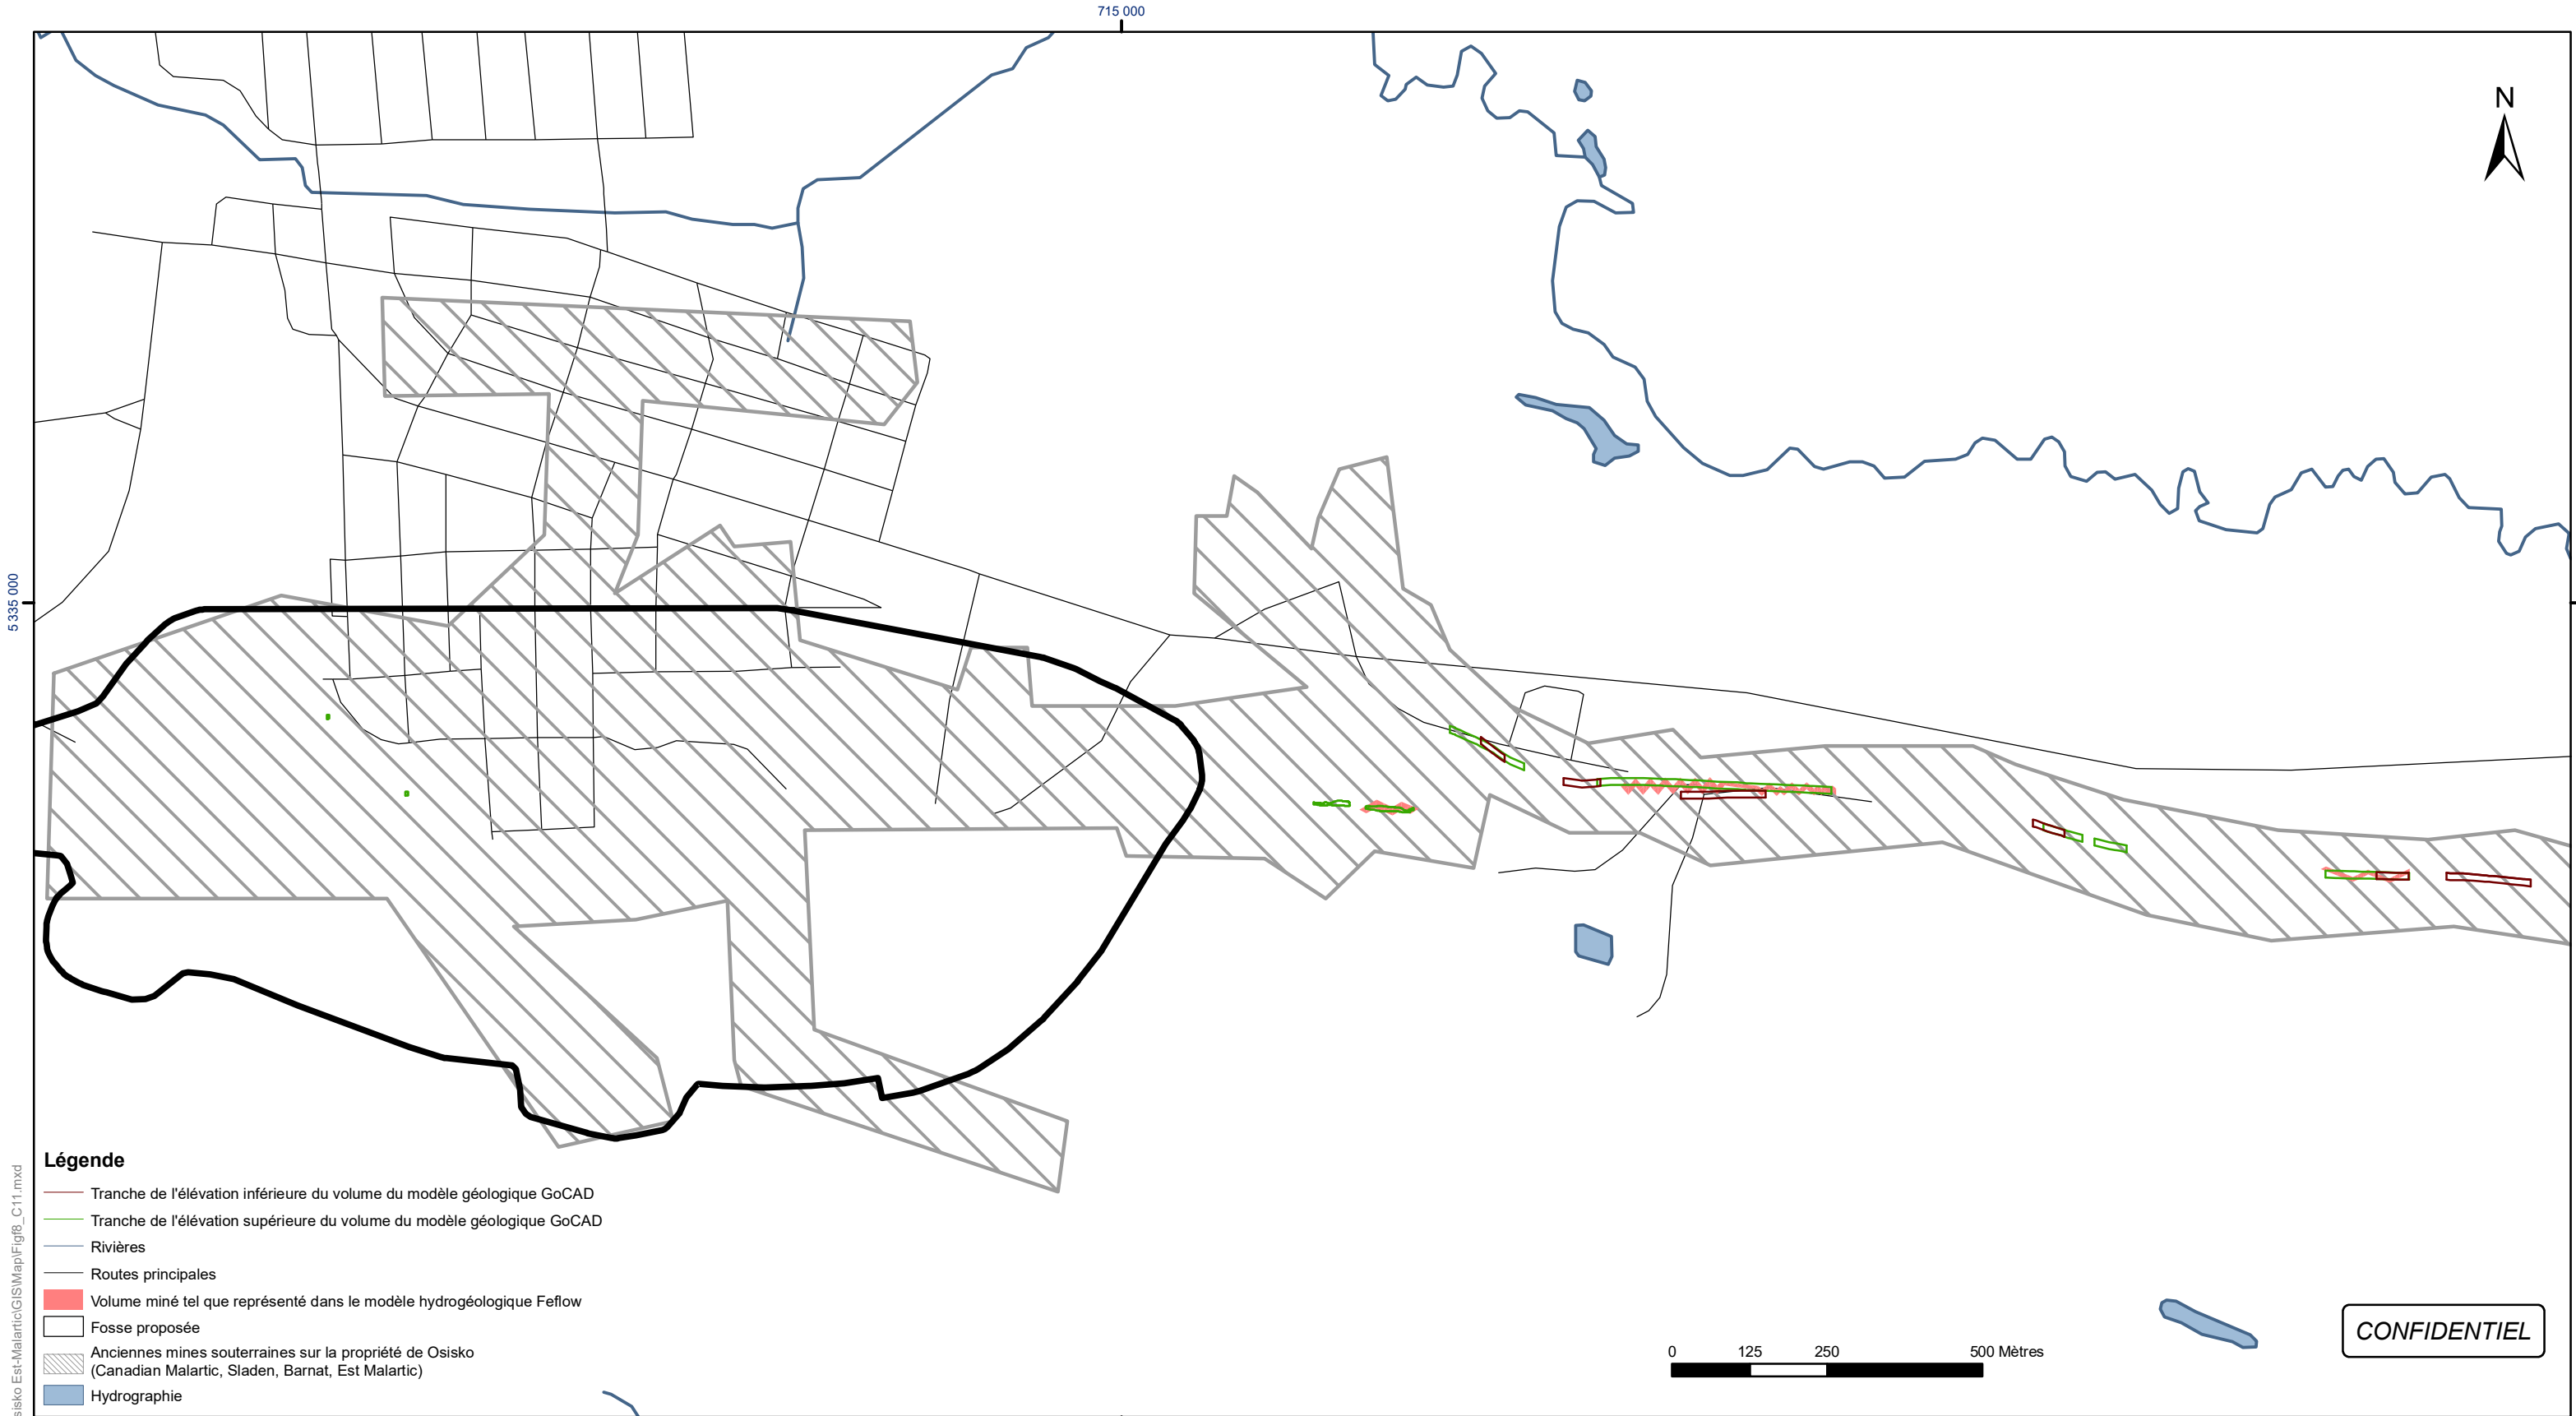 715 000
N
5 335 000
Légende
Tranche de l'élévation inférieure du volume du modèle géologique GoCAD
Tranche de l'élévation supérieure du volume du modèle géologique GoCAD
Rivières
Routes principales
Volume miné tel que représenté dans le modèle hydrogéologique Feflow
Fosse proposée
Anciennes mines souterraines sur la propriété de Osisko
(Canadian Malartic, Sladen, Barnat, Est Malartic)
Hydrographie
0 125 250 500 Mètres
CONFIDENTIEL
sisko Est-Malartic\GIS\Map\Figf8_C11.mxd